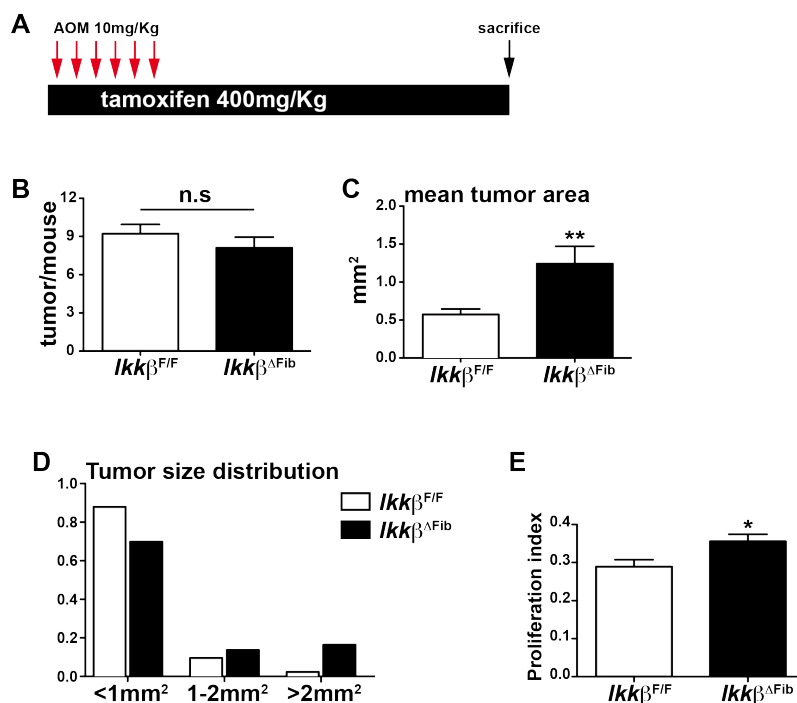 A
AOM 10mg/Kg
sacrifice
tamoxifen 400mg/Kg
B
n.s
tumor/mouse
12
9
6
3
0
IkkβF/F
IkkβΔFib
C
mean tumor area
mm²
2.0
1.5
1.0
0.5
0.0
**
IkkβF/F
IkkβΔFib
D
Tumor size distribution
1.0
0.8
0.6
0.4
0.2
0.0
IkkβF/F
IkkβΔFib
<1mm² 1-2mm² >2mm²
E
Proliferation index
0.4
0.3
0.2
0.1
0.0
*
IkkβF/F
IkkβΔFib